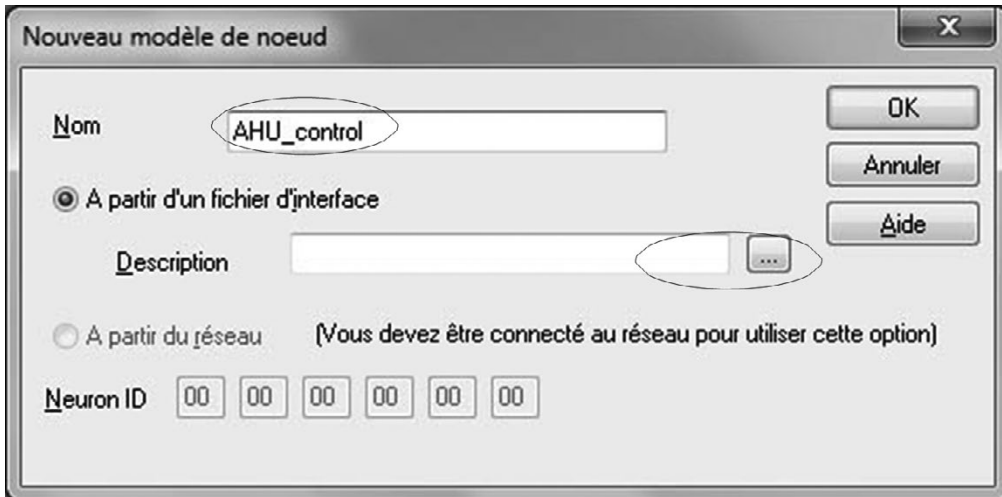 Nouveau modèle de noeud
x
Nom
AHU_control
OK
Annuler
Aide
A partir d'un fichier d'interface
Description
...
A partir du réseau
(Vous devez être connecté au réseau pour utiliser cette option)
Neuron ID
00 00 00 00 00 00